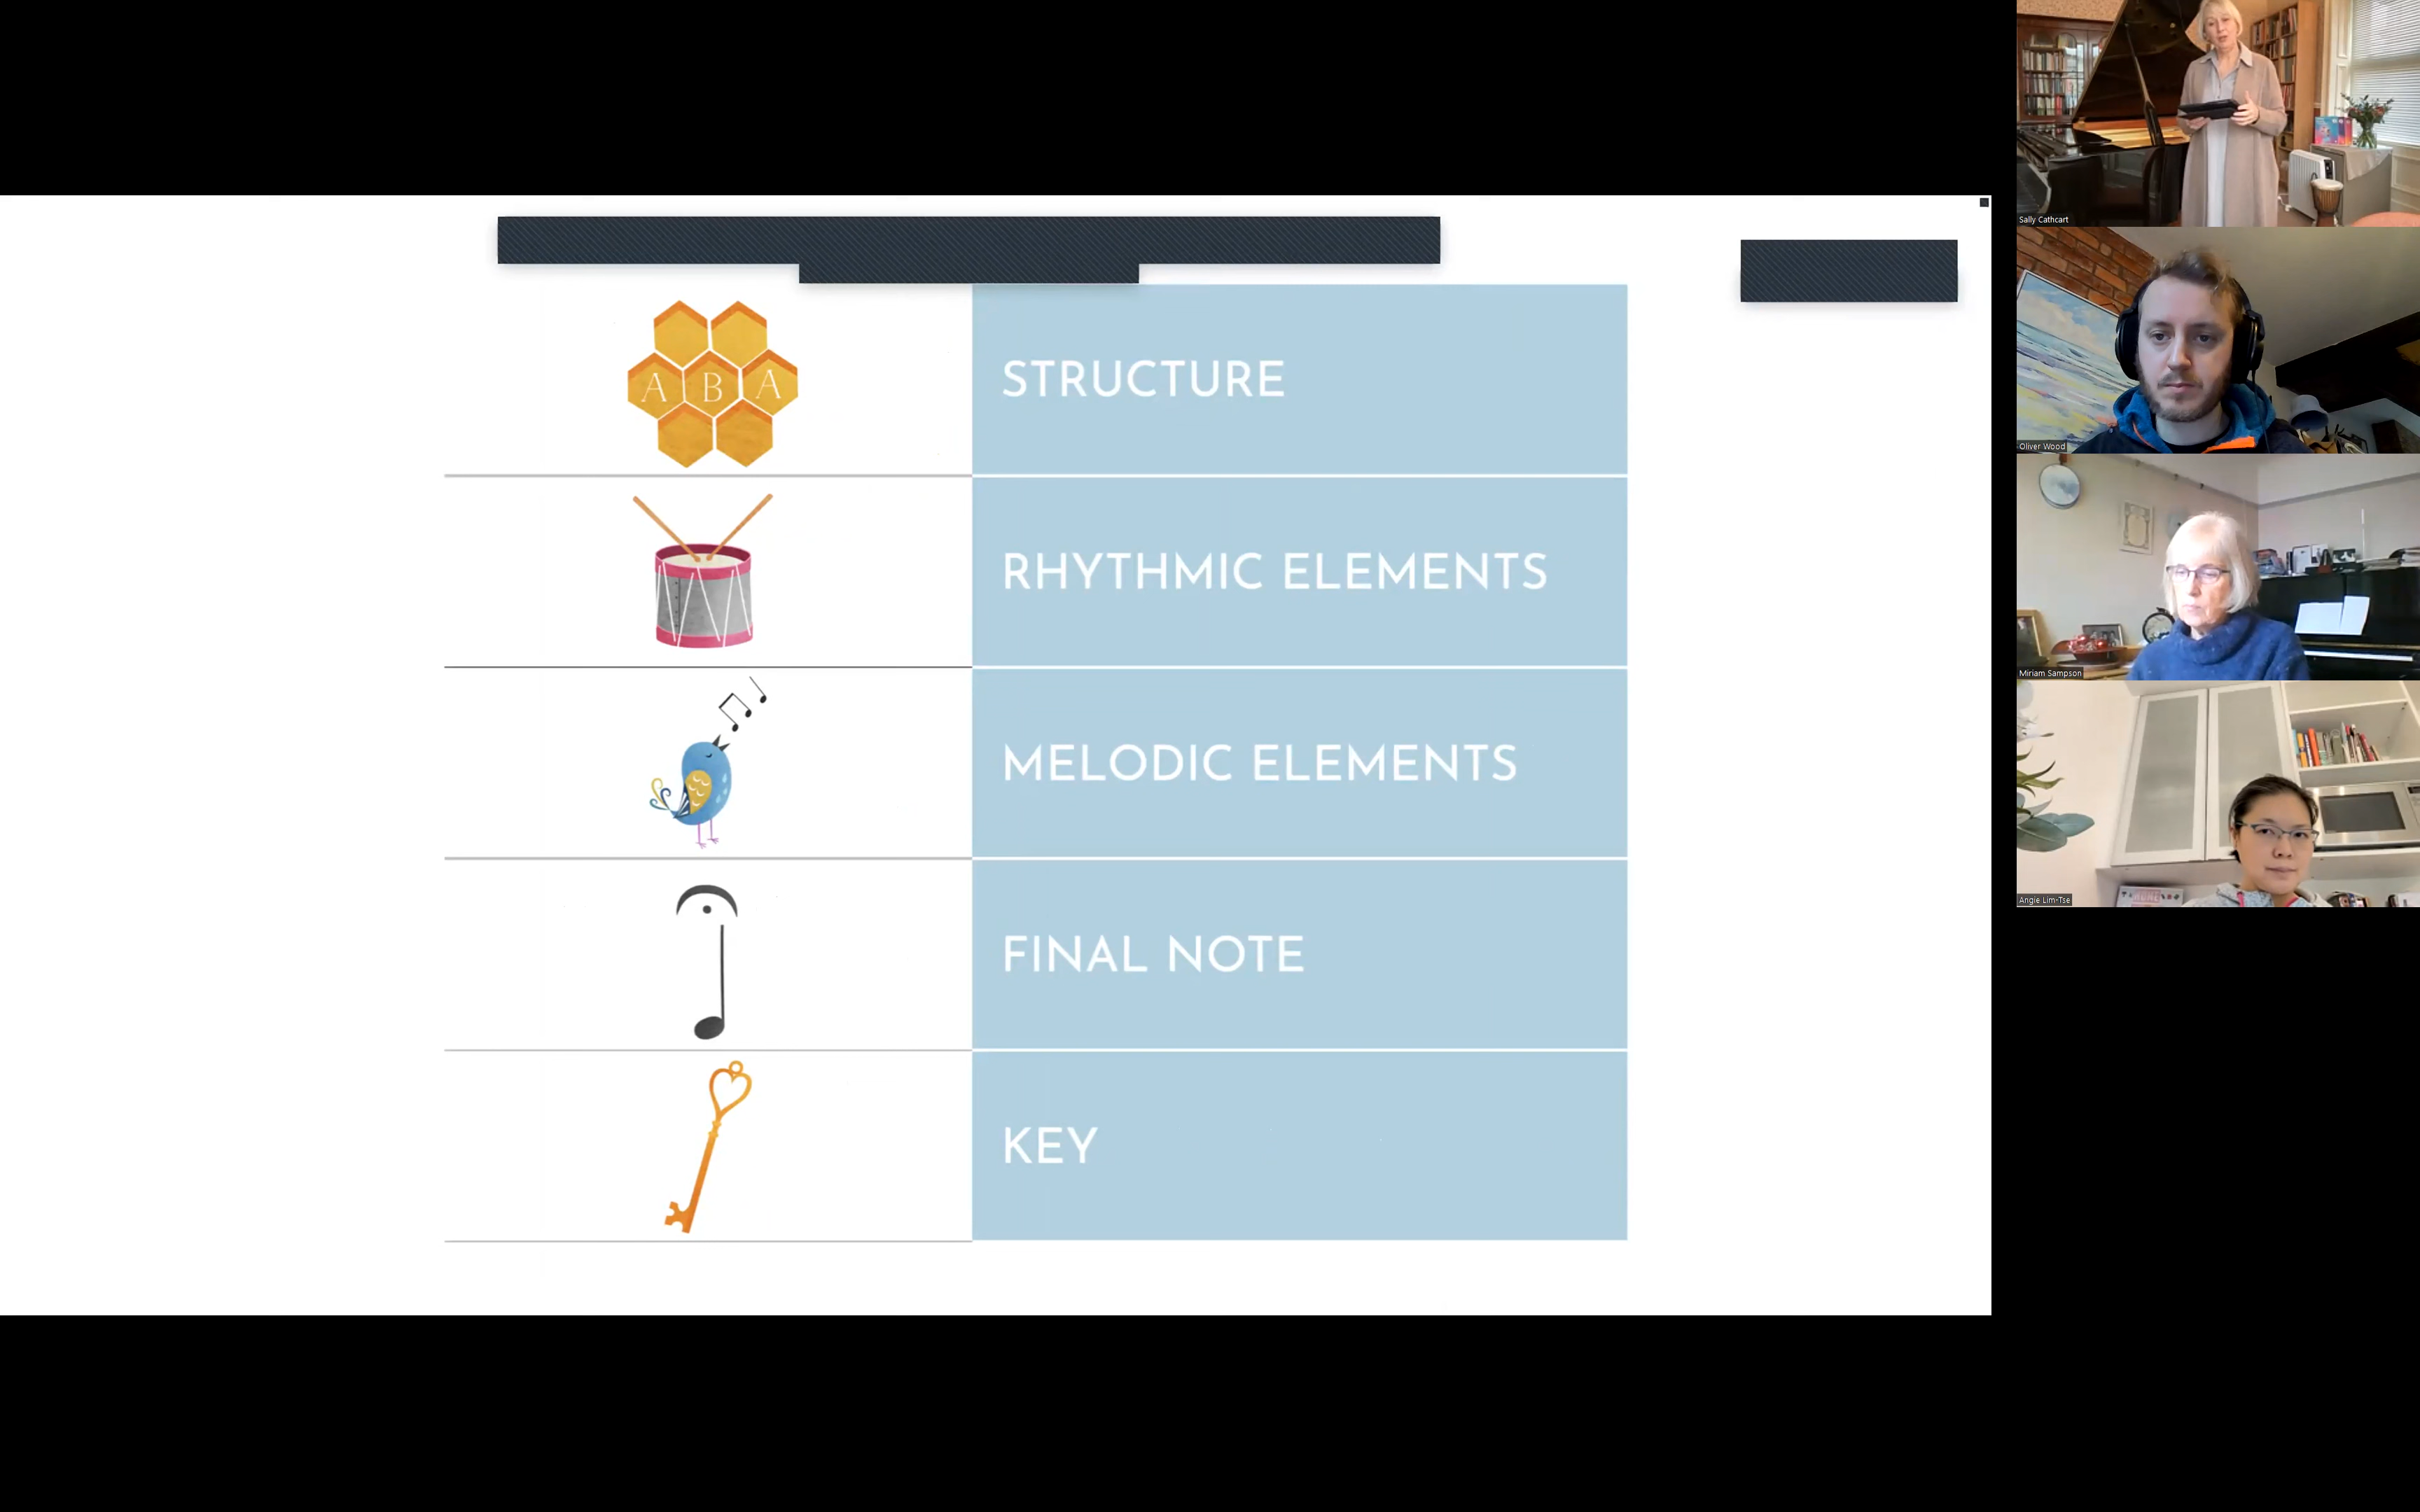 A B A
STRUCTURE
RHYTHMIC ELEMENTS
MELODIC ELEMENTS
FINAL NOTE
KEY
Sally Cathcart
Oliver Wood
Miriam Sampson
Angie Lim-Tse